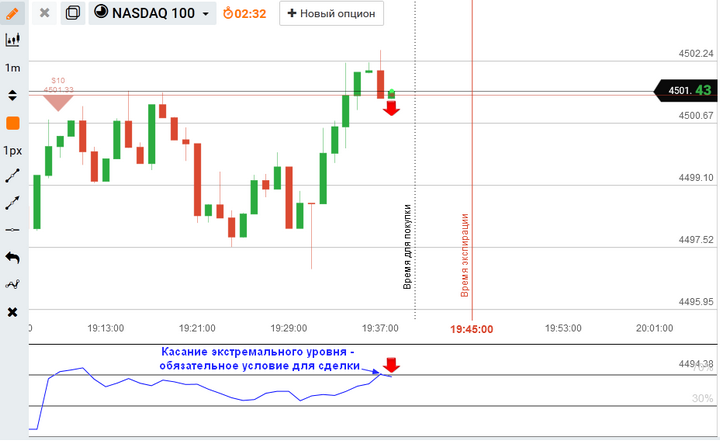 NASDAQ 100
02:32
+ Новый опцион
1m
1px
$10
4501.33
4502.24
4501.43
4500.67
4499.10
4497.52
4495.95
4494.38
Время для покупки
Время экспирации
0
19:13:00
19:21:00
19:29:00
19:37:00
19:45:00
19:53:00
20:01:00
Касание экстремального уровня -
обязательное условие для сделки
70%
30%